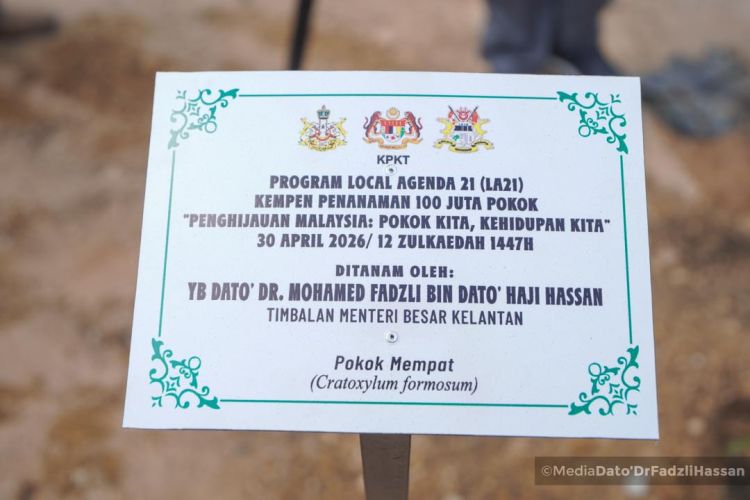 KPKT
PROGRAM LOCAL AGENDA 21 (LA21)
KEMPEN PENANAMAN 100 JUTA POKOK
"PENGHIJAUAN MALAYSIA: POKOK KITA, KEHIDUPAN KITA"
30 APRIL 2026/ 12 ZULKAEDAH 1447H
DITANAM OLEH:
YB DATO' DR. MOHAMED FADZLI BIN DATO' HAJI HASSAN
TIMBALAN MENTERI BESAR KELANTAN
Pokok Mempat
(Cratoxylum formosum)
©MediaDato'DrFadzliHassan